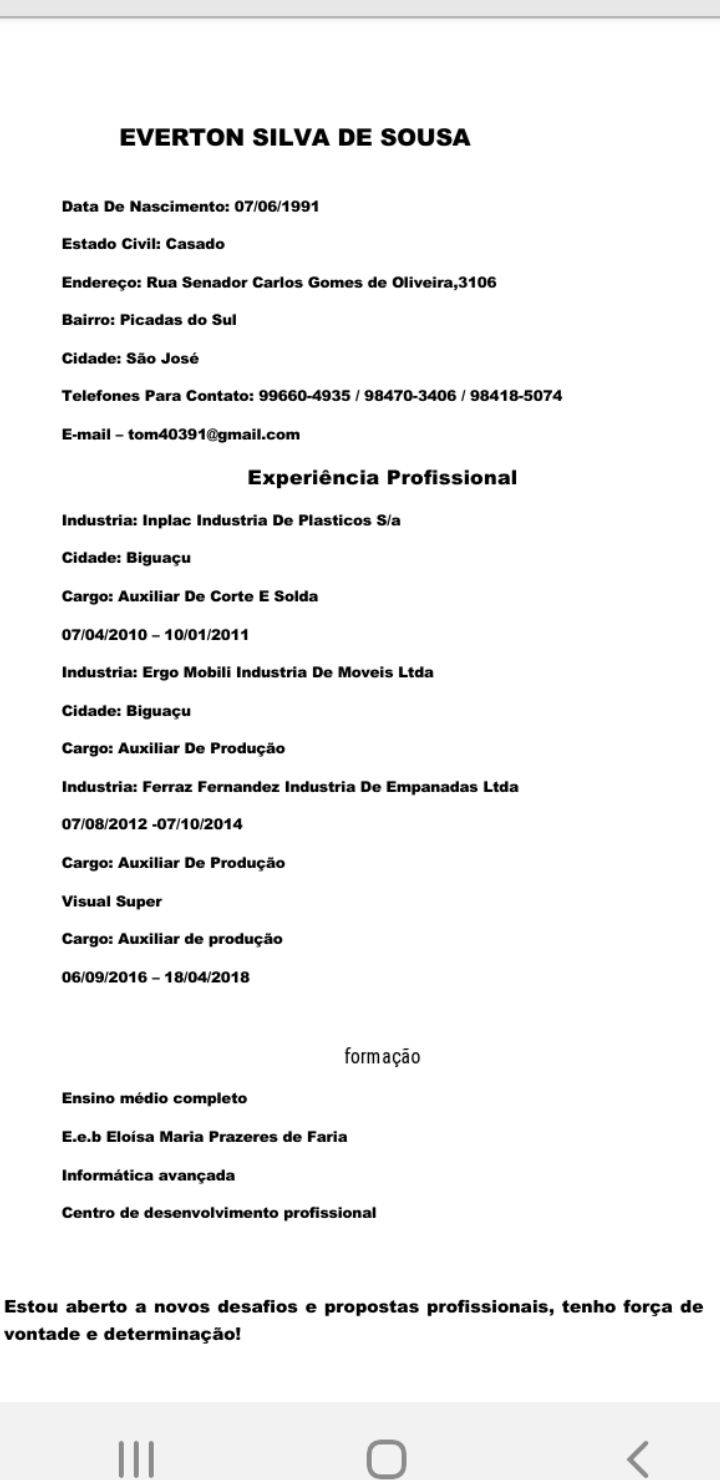 EVERTON SILVA DE SOUSA
Data De Nascimento: 07/06/1991
Estado Civil: Casado
Endereço: Rua Senador Carlos Gomes de Oliveira,3106
Bairro: Picadas do Sul
Cidade: São José
Telefones Para Contato: 99660-4935 / 98470-3406 / 98418-5074
E-mail – tom40391@gmail.com
Experiência Profissional
Industria: Inplac Industria De Plasticos S/a
Cidade: Biguaçu
Cargo: Auxiliar De Corte E Solda
07/04/2010 – 10/01/2011
Industria: Ergo Mobili Industria De Moveis Ltda
Cidade: Biguaçu
Cargo: Auxiliar De Produção
Industria: Ferraz Fernandez Industria De Empanadas Ltda
07/08/2012 -07/10/2014
Cargo: Auxiliar De Produção
Visual Super
Cargo: Auxiliar de produção
06/09/2016 – 18/04/2018
formação
Ensino médio completo
E.e.b Eloísa Maria Prazeres de Faria
Informática avançada
Centro de desenvolvimento profissional
Estou aberto a novos desafios e propostas profissionais, tenho força de
vontade e determinação!